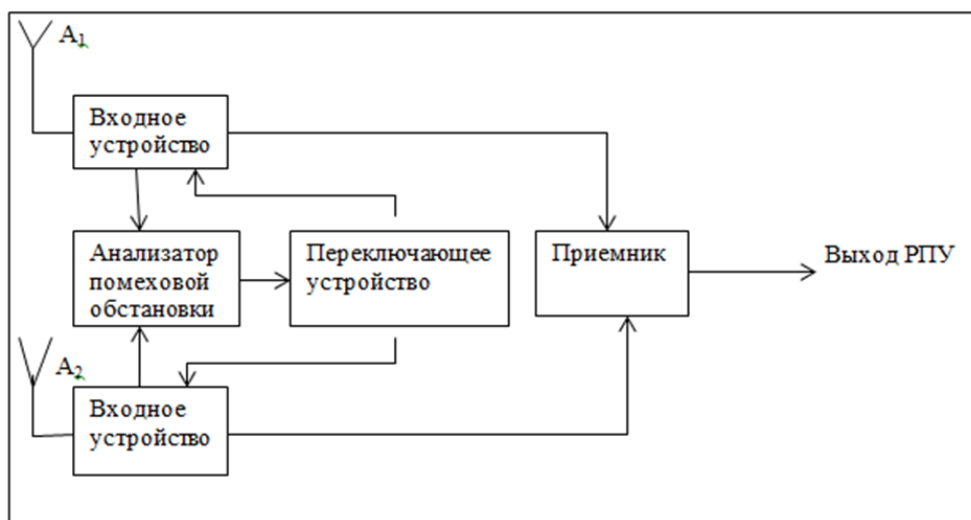 A₁
Входное
устройство
Анализатор
помеховой
обстановки
Переключающее
устройство
Приемник
Выход РПУ
A₂
Входное
устройство